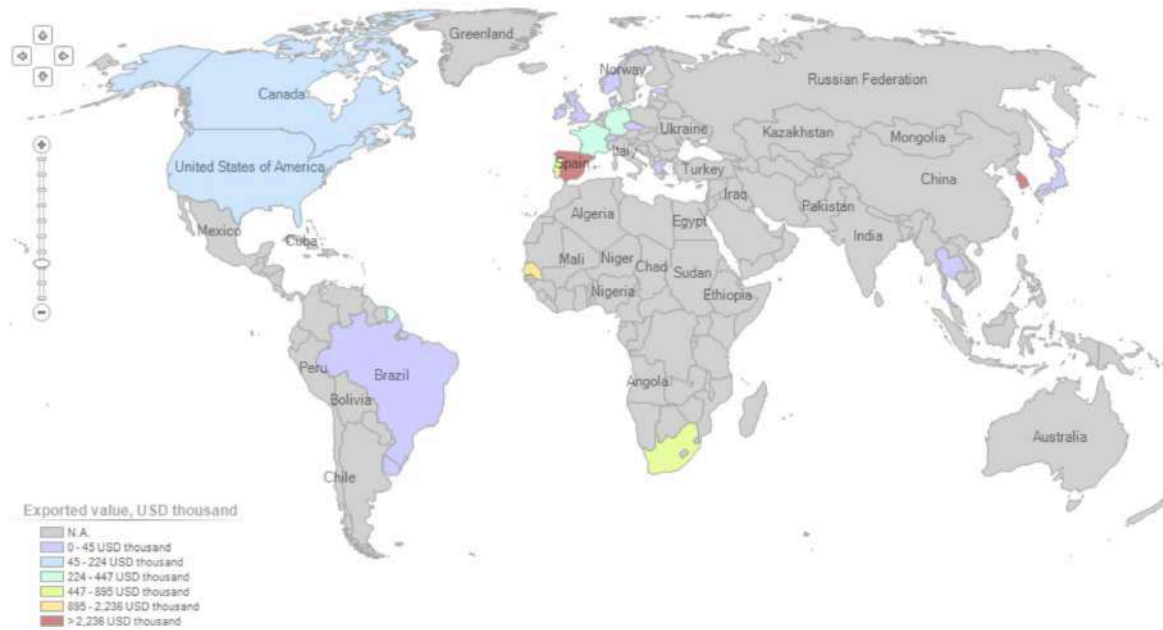 Greenland
Norway
Russian Federation
Canada
Ukraine
Kazakhstan
Mongolia
Spain
Italy
United States of America
Turkey
China
Iraq
Pakistan
Algeria
Egypt
Mexico
Cuba
India
Mali
Niger
Chad
Sudan
Nigeria
Ethiopia
Peru
Brazil
Angola
Bolivia
Australia
Chile
Exported value, USD thousand
N.A.
0 - 45 USD thousand
45 - 224 USD thousand
224 - 447 USD thousand
447 - 895 USD thousand
895 - 2,236 USD thousand
> 2,236 USD thousand